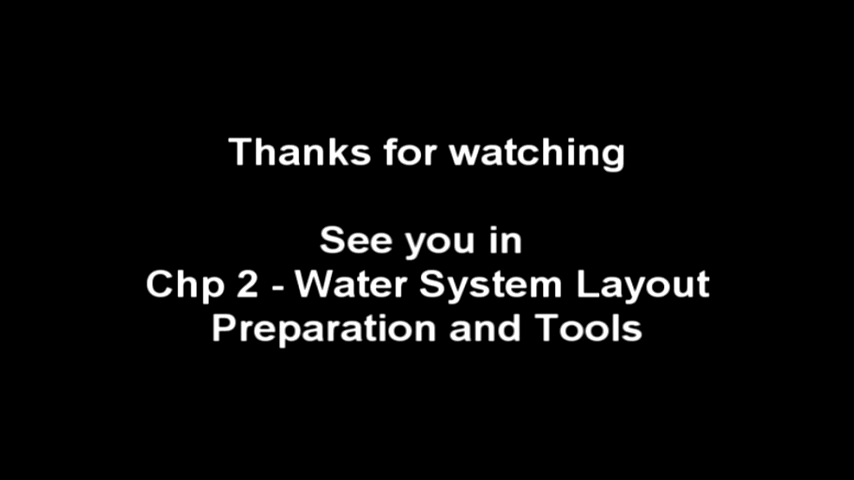 Thanks for watching
See you in
Chp 2 - Water System Layout
Preparation and Tools